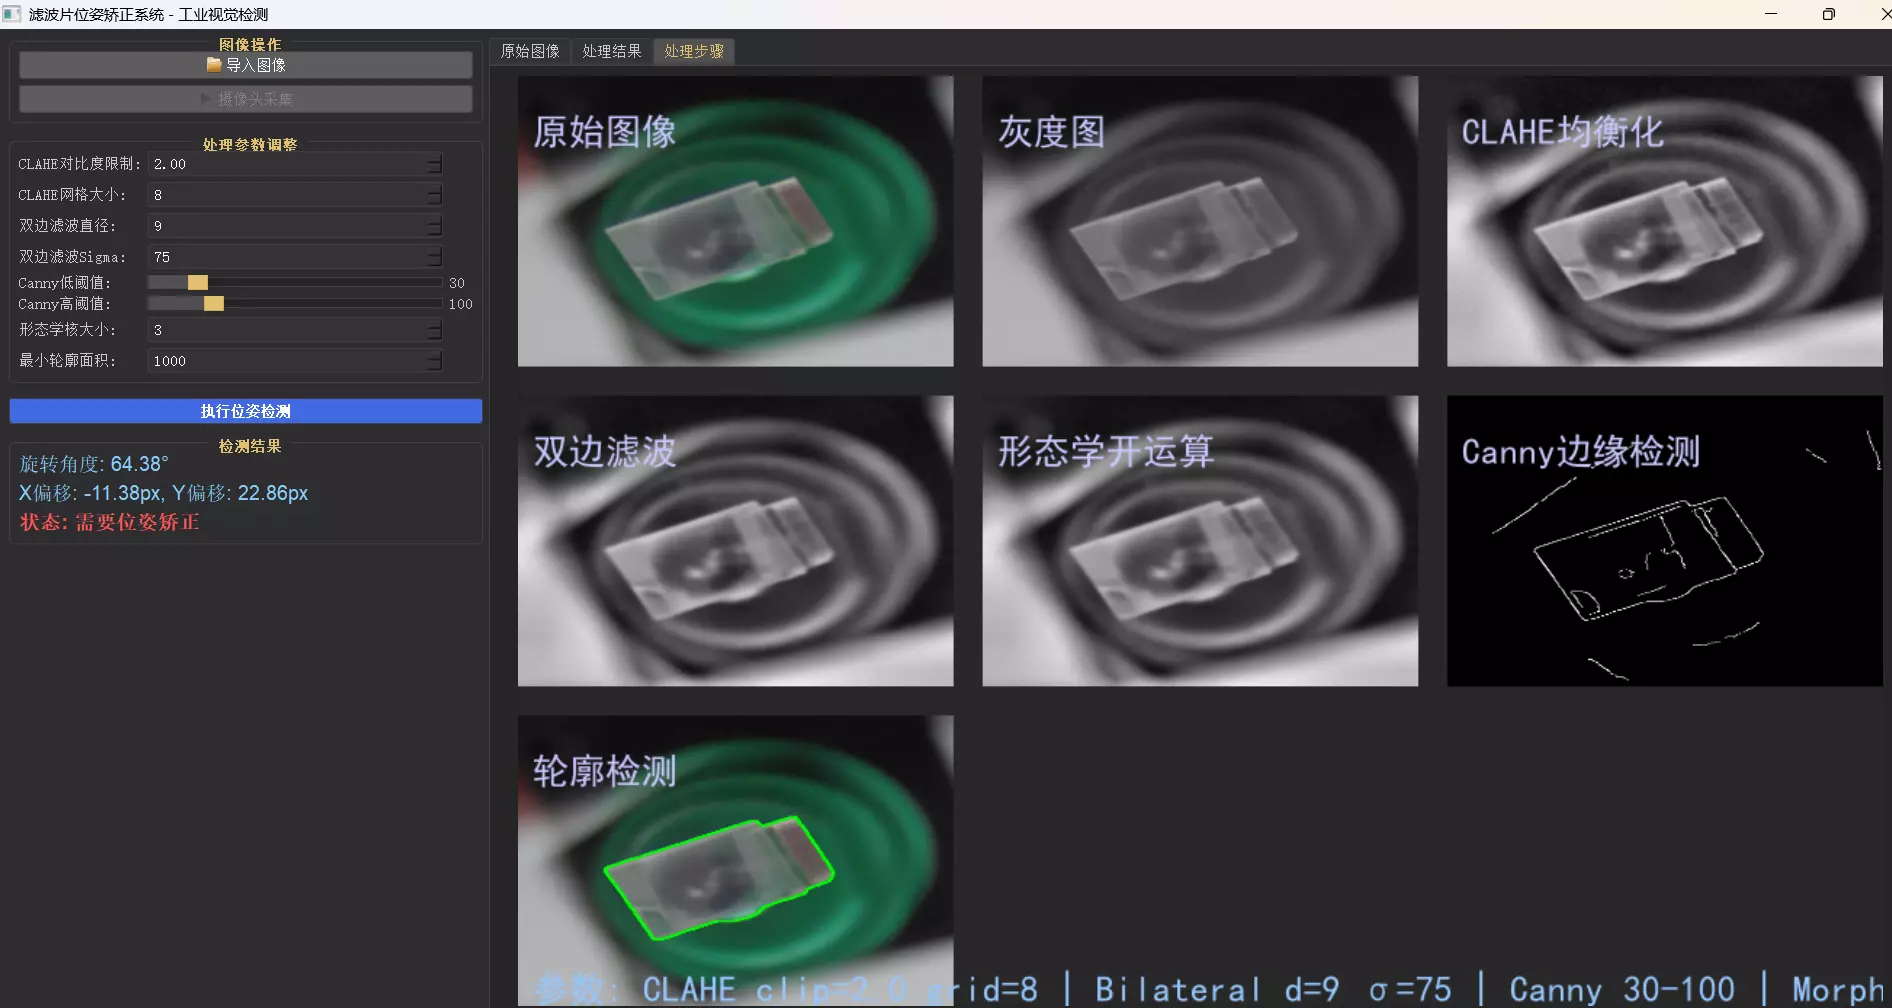 滤波片位姿矫正系统 - 工业视觉检测
图像操作
导入图像
摄像头采集
处理参数调整
CLAHE对比度限制: 2.00
CLAHE网格大小: 8
双边滤波直径: 9
双边滤波Sigma: 75
Canny低阈值: 30
Canny高阈值: 100
形态学核大小: 3
最小轮廓面积: 1000
执行位姿检测
检测结果
旋转角度: 64.38°
X偏移: -11.38px, Y偏移: 22.86px
状态: 需要位姿矫正
原始图像 处理结果 处理步骤
原始图像
灰度图
CLAHE均衡化
双边滤波
形态学开运算
Canny边缘检测
轮廓检测
参数: CLAHE clip=2.0 grid=8 | Bilateral d=9 σ=75 | Canny 30-100 | Morph